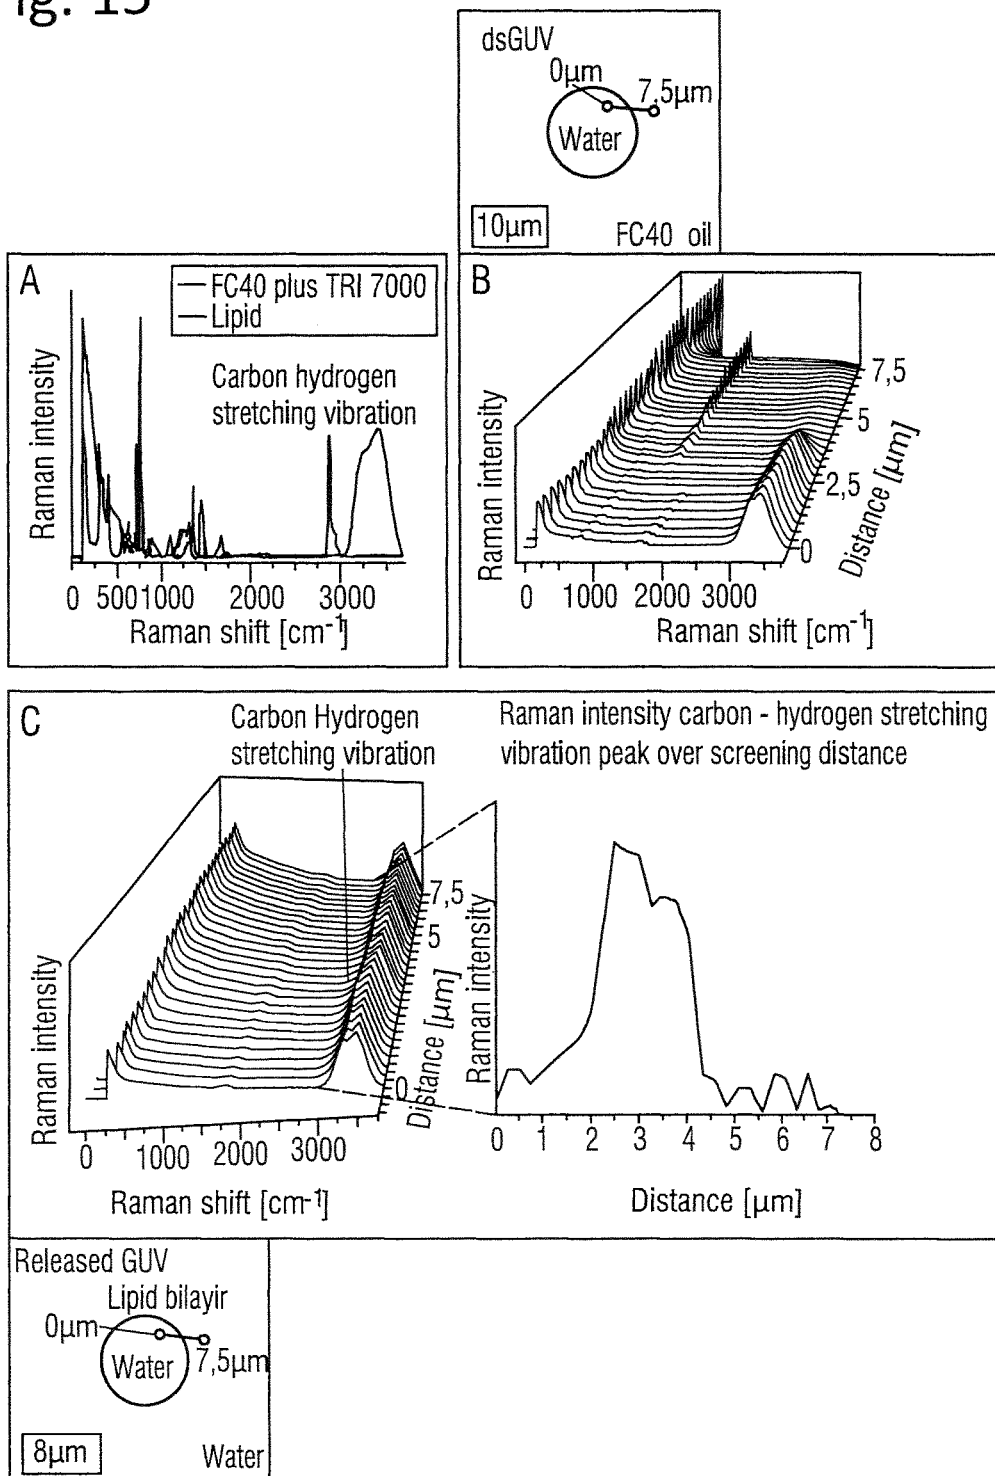 ig. 15
dsGUV
0µm
7,5µm
Water
10µm
FC40 oil
A
FC40 plus TRI 7000
Lipid
Carbon hydrogen
stretching vibration
Raman intensity
0 500 1000 2000 3000
Raman shift [cm-1]
B
Raman intensity
7,5
5
2,5
0
Distance [µm]
0 1000 2000 3000
Raman shift [cm-1]
C
Carbon Hydrogen
stretching vibration
Raman intensity carbon - hydrogen stretching
vibration peak over screening distance
Raman intensity
7,5
5
0
Distance [µm]
0 1000 2000 3000
Raman shift [cm-1]
Raman intensity
0 1 2 3 4 5 6 7 8
Distance [µm]
Released GUV
Lipid bilayir
0µm
Water
7,5µm
8µm
Water